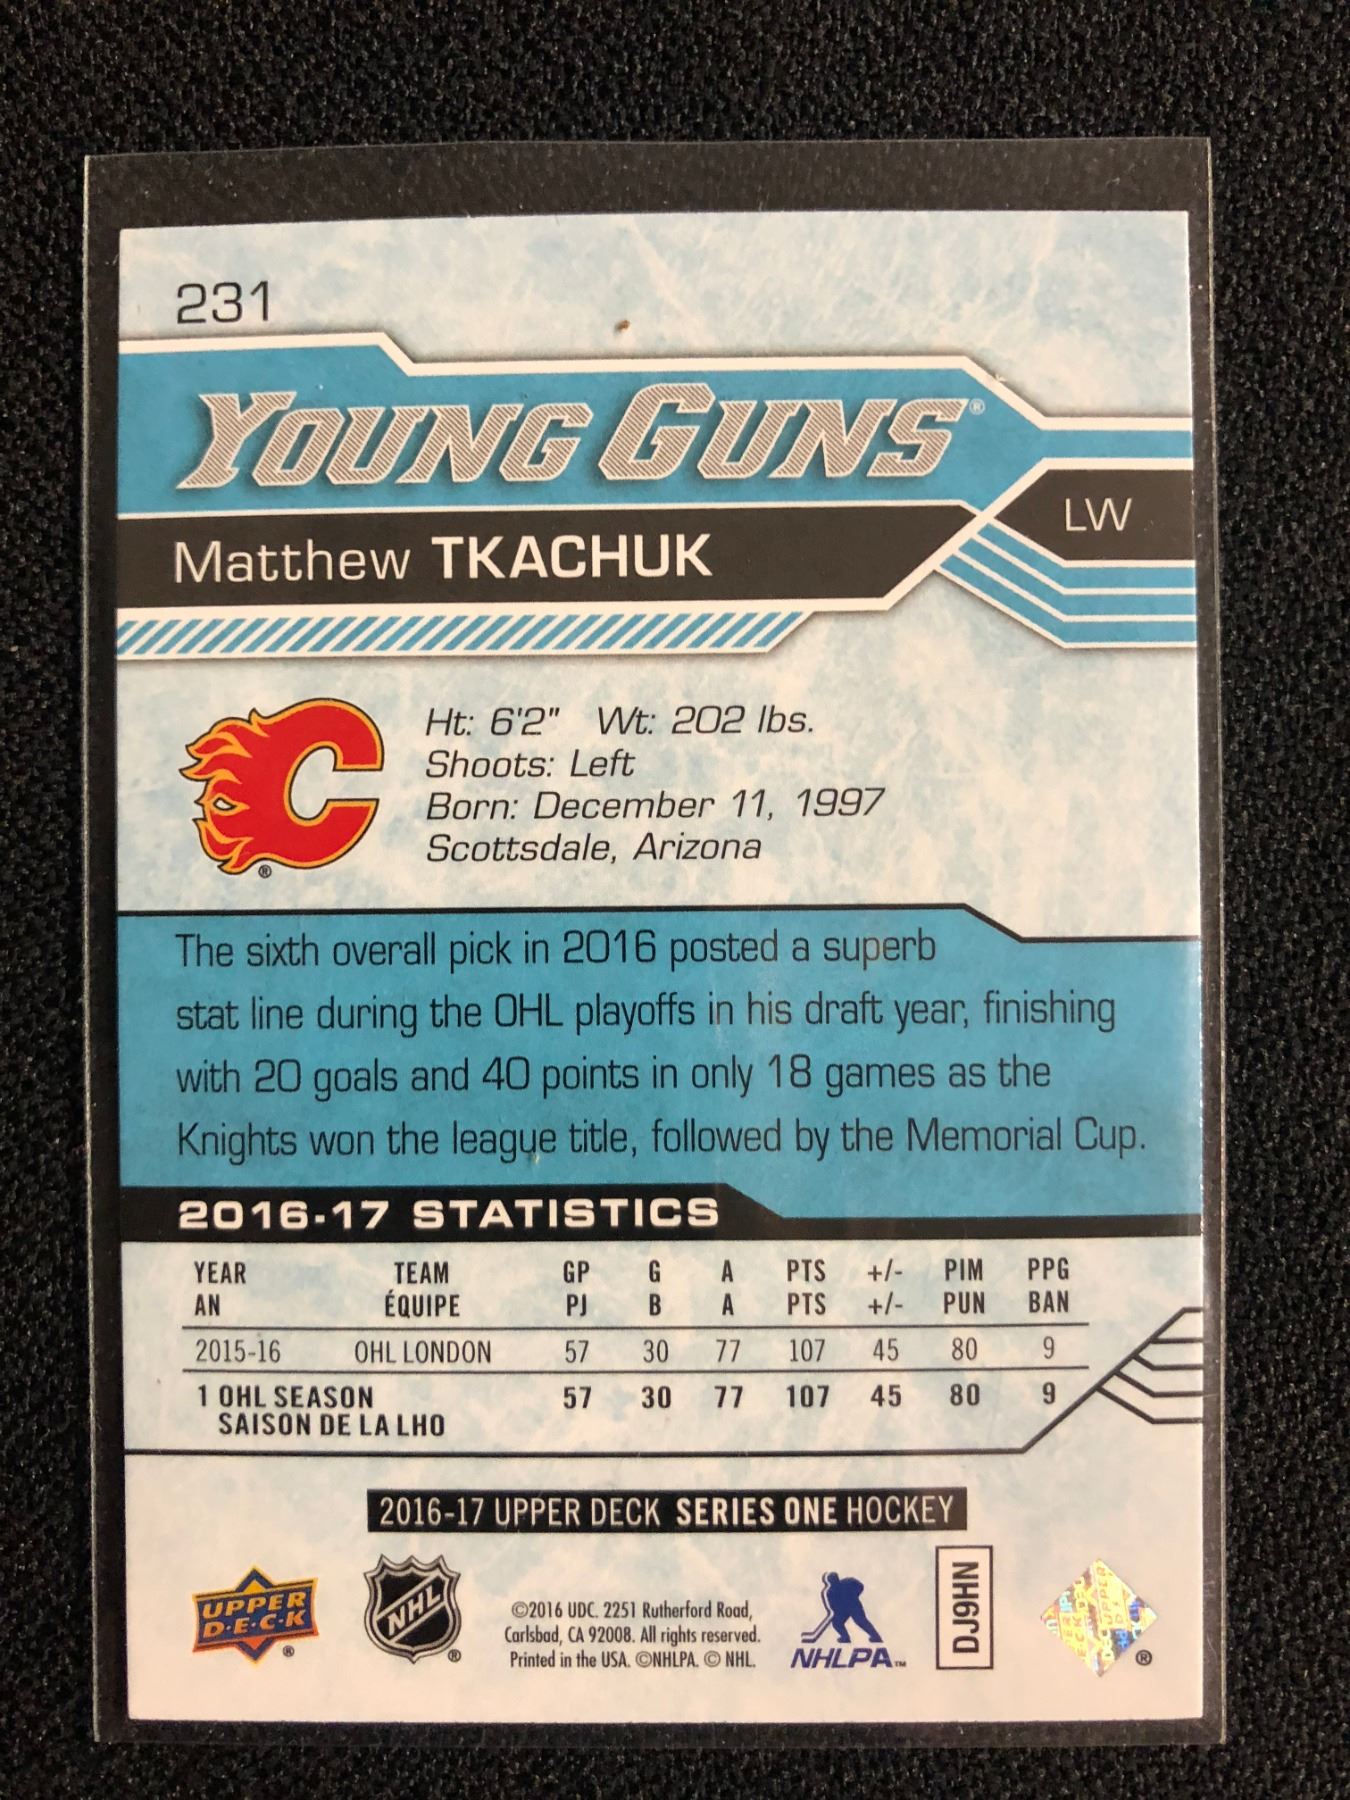 231
YOUNG GUNS®
LW
Matthew TKACHUK
Ht: 6'2" Wt: 202 lbs.
Shoots: Left
Born: December 11, 1997
Scottsdale, Arizona
®
The sixth overall pick in 2016 posted a superb
stat line during the OHL playoffs in his draft year, finishing
with 20 goals and 40 points in only 18 games as the
Knights won the league title, followed by the Memorial Cup.
2016-17 STATISTICS
YEAR TEAM GP G A PTS +/- PIM PPG
AN ÉQUIPE PJ B A PTS +/- PUN BAN
2015-16 OHL LONDON 57 30 77 107 45 80 9
1 OHL SEASON 57 30 77 107 45 80 9
SAISON DE LA LHO
2016-17 UPPER DECK SERIES ONE HOCKEY
UPPER
D·E·C·K
®
NHL
®
©2016 UDC. 2251 Rutherford Road,
Carlsbad, CA 92008. All rights reserved.
Printed in the USA. ©NHLPA. © NHL.
NHLPA™
DJ9HN
®